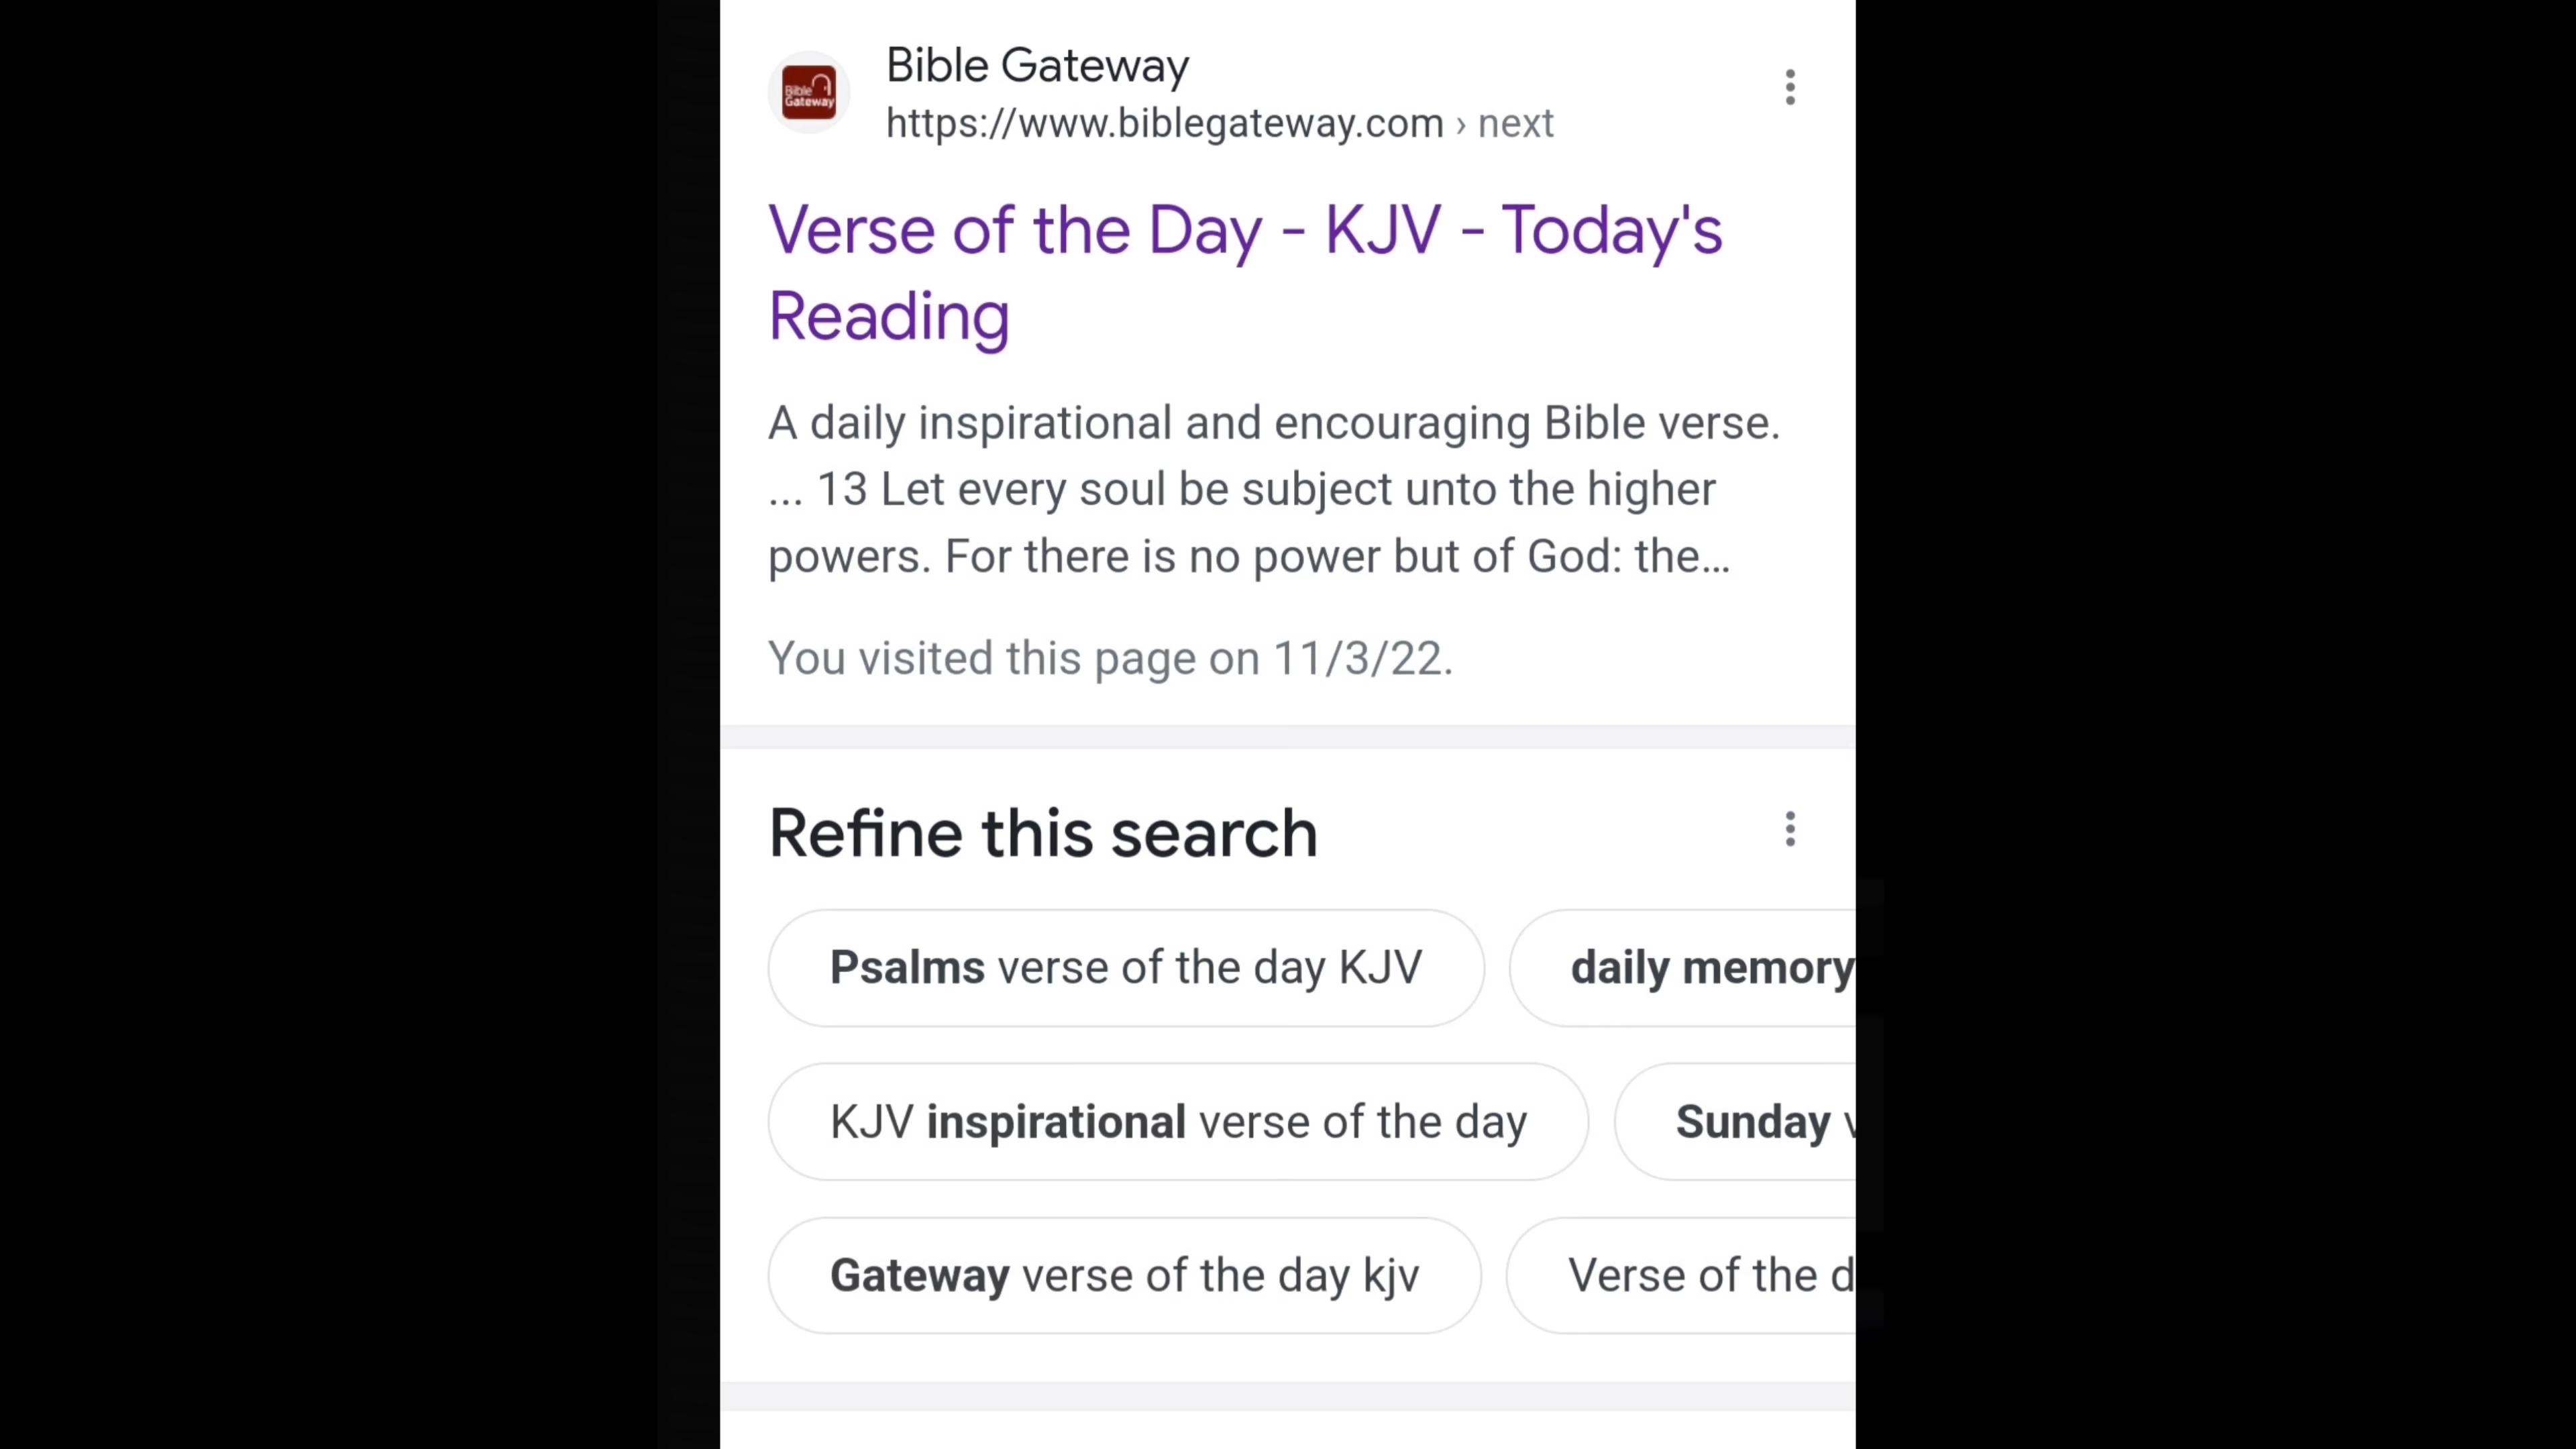 Bible Gateway
Bible
Gateway
https://www.biblegateway.com › next
Verse of the Day - KJV - Today's
Reading
A daily inspirational and encouraging Bible verse.
... 13 Let every soul be subject unto the higher
powers. For there is no power but of God: the...
You visited this page on 11/3/22.
Refine this search
Psalms verse of the day KJV
daily memory
KJV inspirational verse of the day
Sunday
Gateway verse of the day kjv
Verse of the d